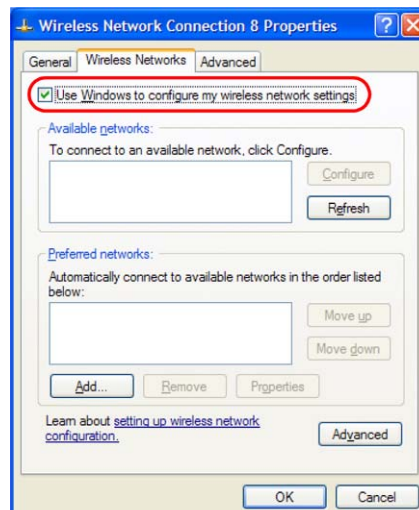 Wireless Network Connection 8 Properties
General Wireless Networks Advanced
Use Windows to configure my wireless network settings
Available networks:
To connect to an available network, click Configure.
Configure
Refresh
Preferred networks:
Automatically connect to available networks in the order listed
below:
Move up
Move down
Add... Remove Properties
Learn about setting up wireless network
configuration.
Advanced
OK Cancel